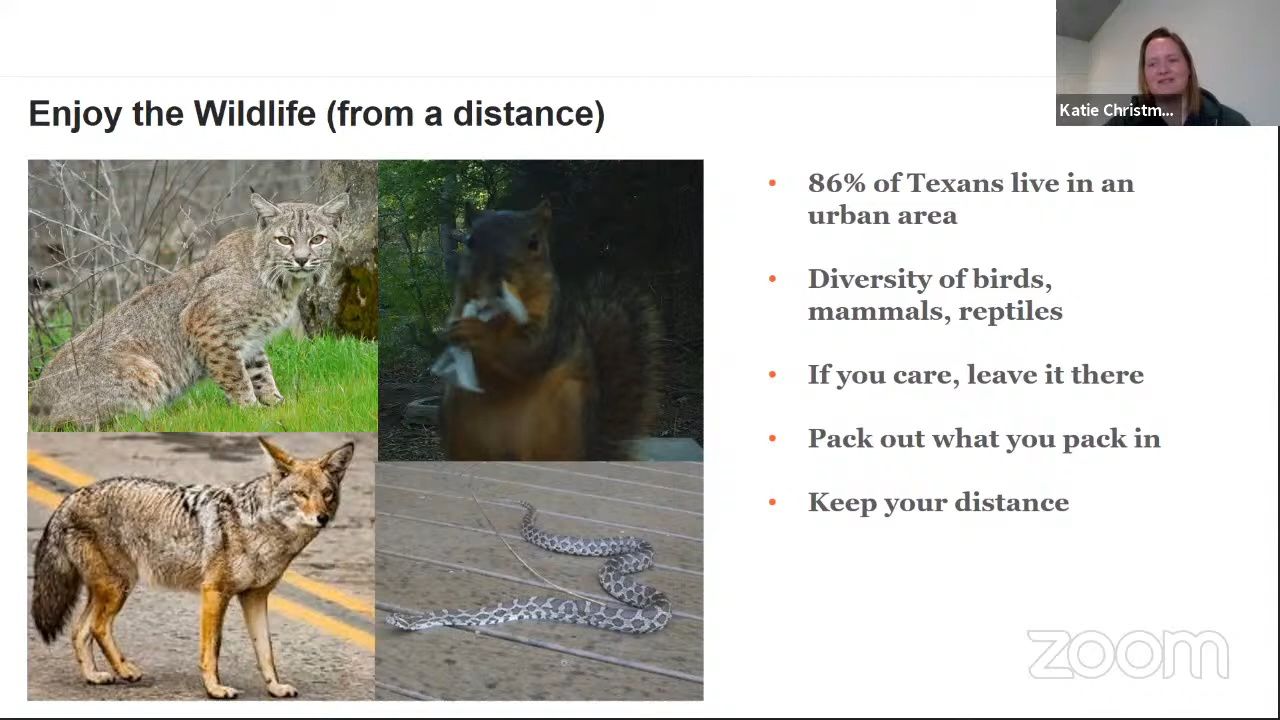 Enjoy the Wildlife (from a distance)
Katie Christm...
• 86% of Texans live in an
urban area
• Diversity of birds,
mammals, reptiles
• If you care, leave it there
• Pack out what you pack in
• Keep your distance
zoom